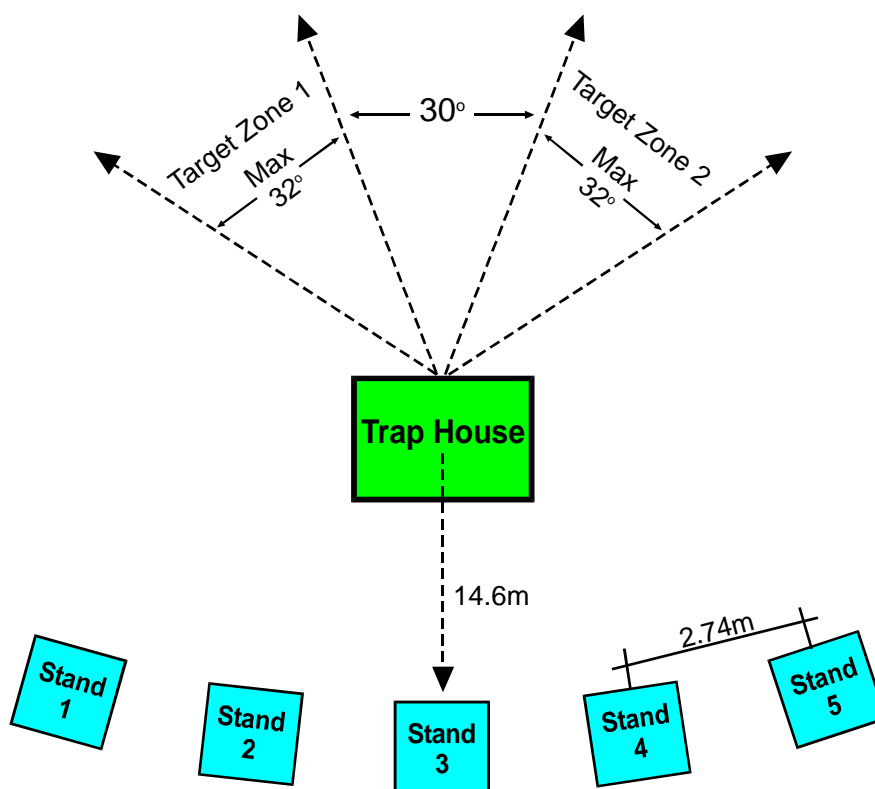 Target Zone 1
Max
32°
30°
Target Zone 2
Max
32°
Trap House
14.6m
2.74m
Stand
1
Stand
2
Stand
3
Stand
4
Stand
5